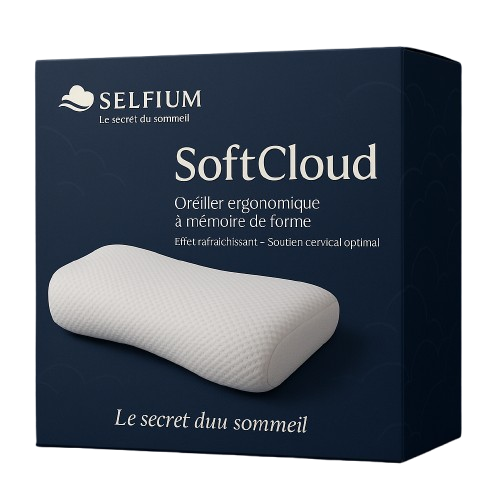 SELFIUM
Le secrét du sommeil
SoftCloud
Oréiller ergonomique
à mémoire de forme
Effet rafraichissant – Soutien cervical optimal
Le secret duu sommeil